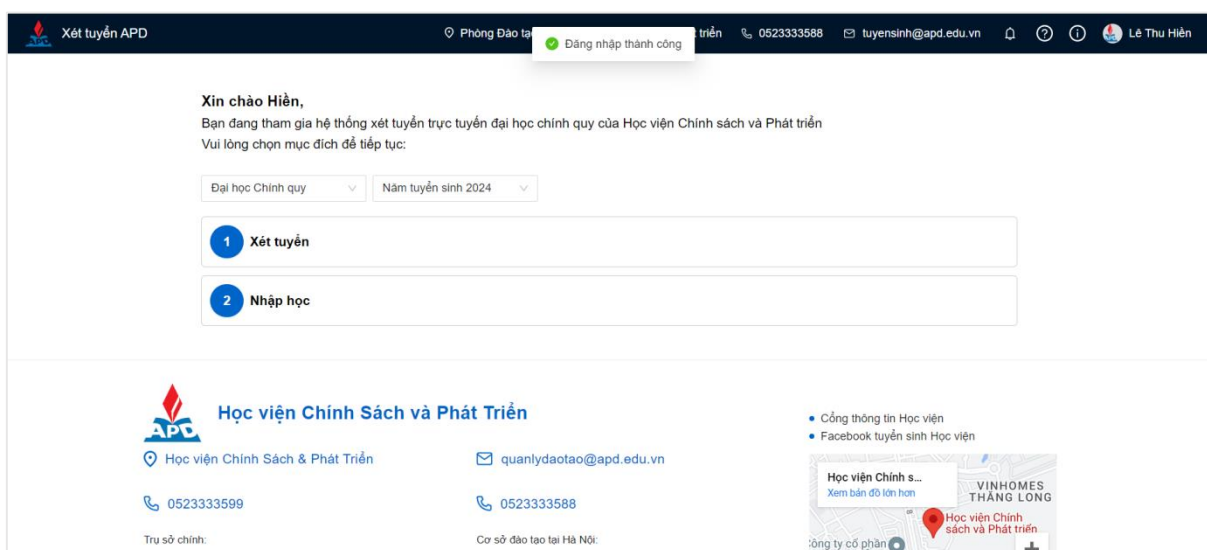 APD
Xét tuyển APD
Phòng Đào
triển
0523333588
tuyensinh@apd.edu.vn
Lê Thu Hiền
Đăng nhập thành công
Xin chào Hiền,
Bạn đang tham gia hệ thống xét tuyển trực tuyến đại học chính quy của Học viện Chính sách và Phát triển
Vui lòng chọn mục đích để tiếp tục:
Đại học Chính quy
Năm tuyển sinh 2024
1 Xét tuyển
2 Nhập học
APD
Học viện Chính Sách và Phát Triển
Học viện Chính Sách & Phát Triển
quanlydaotao@apd.edu.vn
0523333599
0523333588
Trụ sở chính:
Cơ sở đào tạo tại Hà Nội:
Cổng thông tin Học viện
Facebook tuyển sinh Học viện
Học viện Chính s...
Xem bản đồ lớn hơn
VINHOMES
THĂNG LONG
Học viện Chính
sách và Phát triển
Công ty cổ phần
+